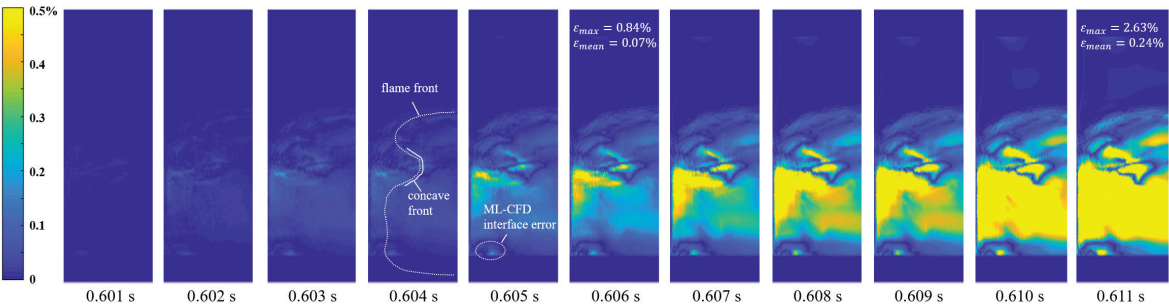 0.5%
0.4
0.3
0.2
0.1
0
flame front
concave
front
ML-CFD
interface error
εmax = 0.84%
εmean = 0.07%
εmax = 2.63%
εmean = 0.24%
0.601 s
0.602 s
0.603 s
0.604 s
0.605 s
0.606 s
0.607 s
0.608 s
0.609 s
0.610 s
0.611 s